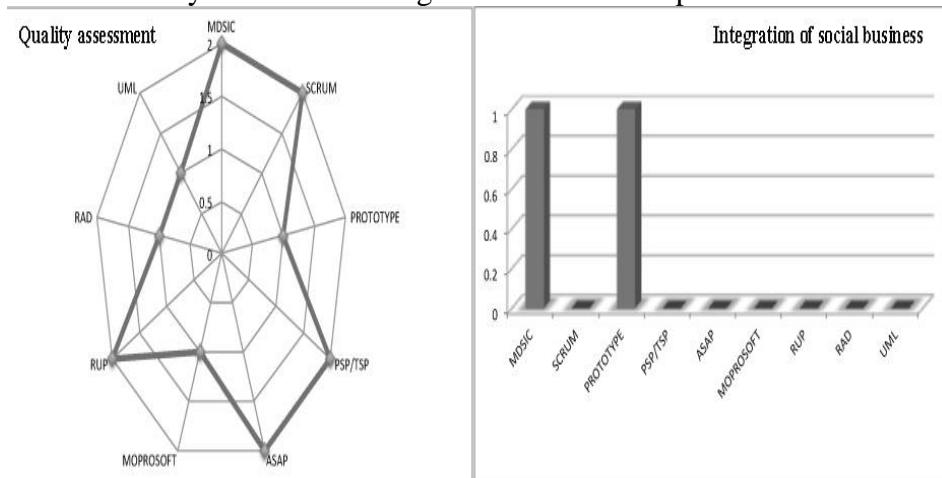 Quality assessment
MDSIC
2
UML
1.5
SCRUM
1
RAD
0.5
PROTOTYPE
0
RUP
PSP/TSP
MOPROSOFT
ASAP
Integration of social business
1
0.8
0.6
0.4
0.2
0
MDSIC
SCRUM
PROTOTYPE
PSP/TSP
ASAP
MOPROSOFT
RUP
RAD
UML